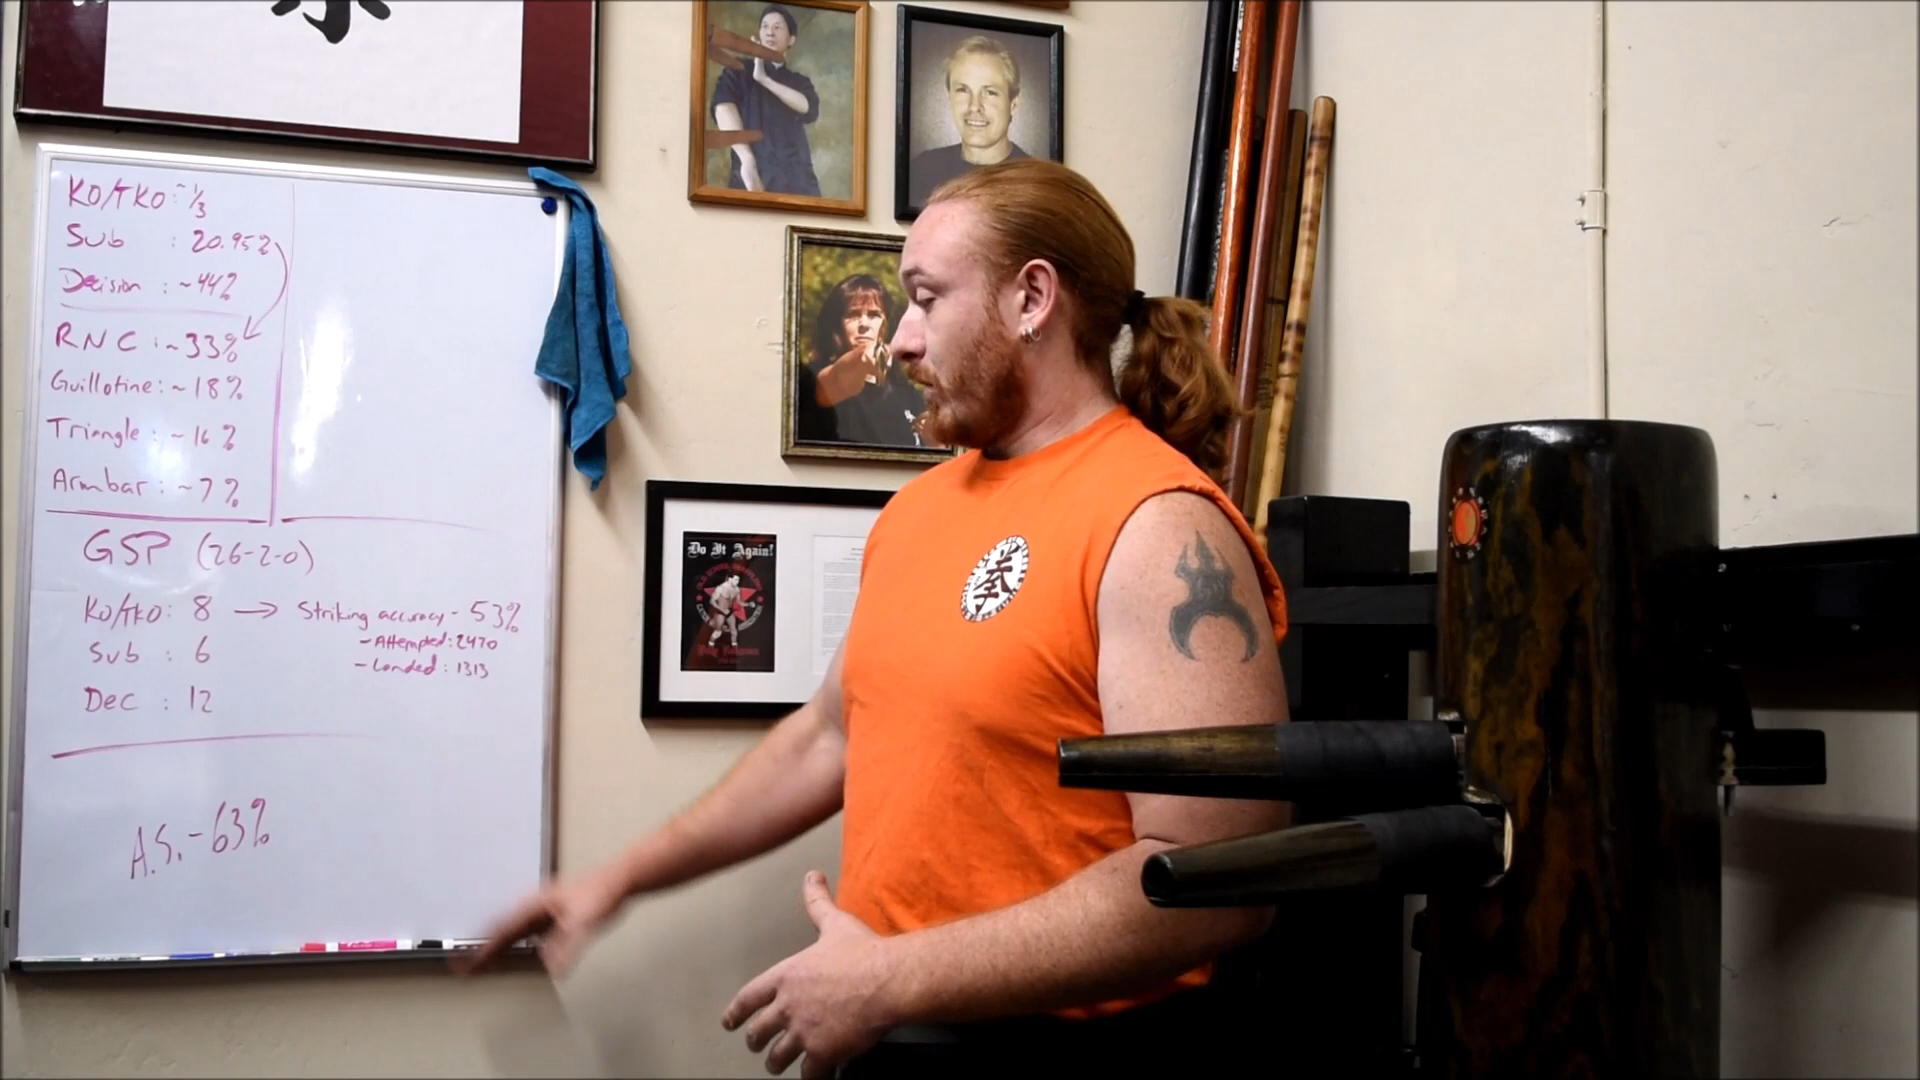 KO/TKO : ~ 1/3
Sub : 20.95%
Decision : ~44%
RNC : ~33%
Guillotine : ~18%
Triangle : ~16%
Armbar : ~7%
GSP (26-2-0)
KO/TKO: 8 → Striking accuracy - 53%
- Attempted: 2470
- Landed : 1313
Sub : 6
Dec : 12
A.S. - 63%
Do It Again!
拳